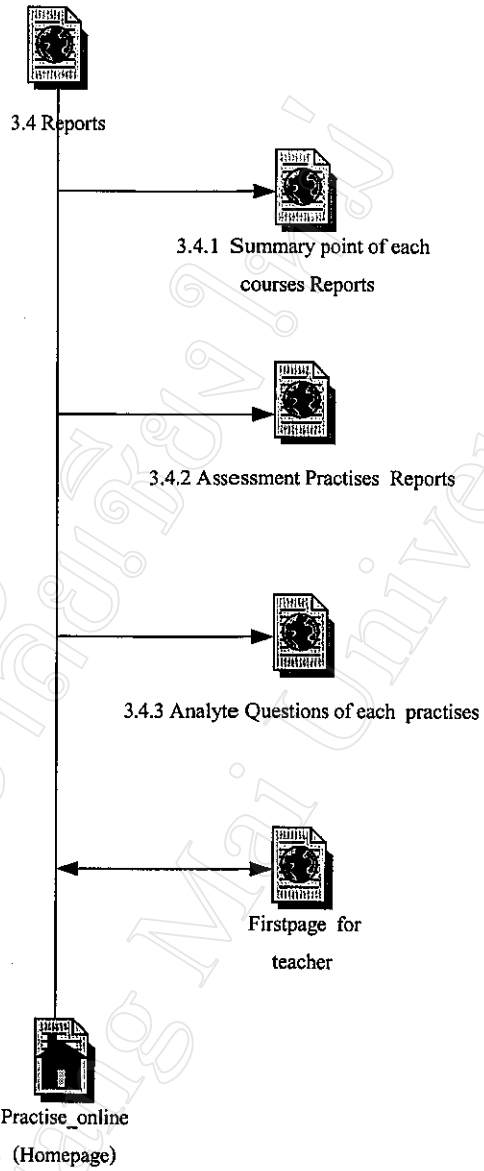 3.4 Reports
3.4.1 Summary point of each
courses Reports
3.4.2 Assessment Practises Reports
3.4.3 Analyte Questions of each practises
Firstpage for
teacher
Practise_online
(Homepage)